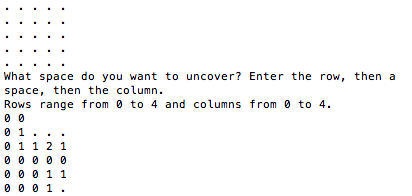 . . . . .
. . . . .
. . . . .
. . . . .
. . . . .
What space do you want to uncover? Enter the row, then a
space, then the column.
Rows range from 0 to 4 and columns from 0 to 4.
0 0
0 1 . . .
0 1 1 2 1
0 0 0 0 0
0 0 0 1 1
0 0 0 1 .